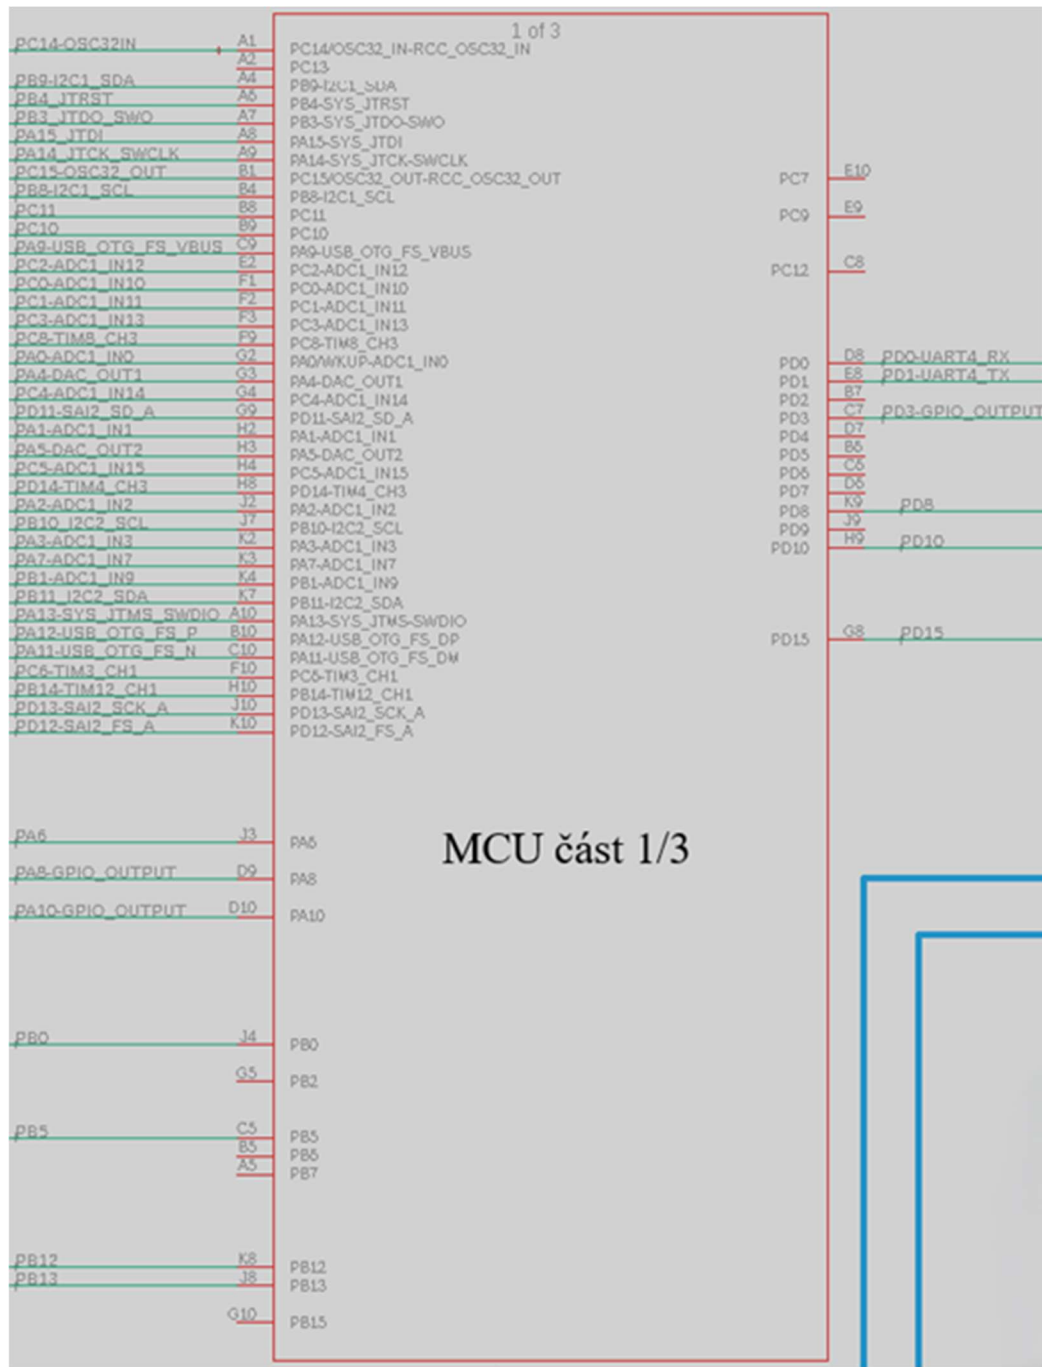 1 of 3
PC14-OSC32IN A1 PC14/OSC32_IN-RCC_OSC32_IN
A2 PC13
PB9-I2C1_SDA A4 PB9-I2C1_SDA
PB4_JTRST A6 PB4-SYS_JTRST
PB3_JTDO_SWO A7 PB3-SYS_JTDO-SWO
PA15_JTDI A8 PA15-SYS_JTDI
PA14_JTCK_SWCLK A9 PA14-SYS_JTCK-SWCLK
PC15-OSC32_OUT B1 PC15/OSC32_OUT-RCC_OSC32_OUT PC7 E10
PB8-I2C1_SCL B4 PB8-I2C1_SCL
PC11 B8 PC11 PC9 E9
PC10 B9 PC10
PA9-USB_OTG_FS_VBUS C9 PA9-USB_OTG_FS_VBUS
PC2-ADC1_IN12 E2 PC2-ADC1_IN12 PC12 C8
PC0-ADC1_IN10 F1 PC0-ADC1_IN10
PC1-ADC1_IN11 F2 PC1-ADC1_IN11
PC3-ADC1_IN13 F3 PC3-ADC1_IN13
PC8-TIM8_CH3 F9 PC8-TIM8_CH3
PA0-ADC1_IN0 G2 PA0/WKUP-ADC1_IN0 PD0 D8 PD0-UART4_RX
PA4-DAC_OUT1 G3 PA4-DAC_OUT1 PD1 E8 PD1-UART4_TX
PC4-ADC1_IN14 G4 PC4-ADC1_IN14 PD2 B7
PD11-SAI2_SD_A G9 PD11-SAI2_SD_A PD3 C7 PD3-GPIO_OUTPUT
PA1-ADC1_IN1 H2 PA1-ADC1_IN1 PD4 D7
PA5-DAC_OUT2 H3 PA5-DAC_OUT2 PD5 B6
PC5-ADC1_IN15 H4 PC5-ADC1_IN15 PD6 C6
PD14-TIM4_CH3 H8 PD14-TIM4_CH3 PD7 D6
PA2-ADC1_IN2 J2 PA2-ADC1_IN2 PD8 K9 PD8
PB10_I2C2_SCL J7 PB10-I2C2_SCL PD9 J9
PA3-ADC1_IN3 K2 PA3-ADC1_IN3 PD10 H9 PD10
PA7-ADC1_IN7 K3 PA7-ADC1_IN7
PB1-ADC1_IN9 K4 PB1-ADC1_IN9
PB11_I2C2_SDA K7 PB11-I2C2_SDA
PA13-SYS_JTMS-SWDIO A10 PA13-SYS_JTMS-SWDIO
PA12-USB_OTG_FS_P B10 PA12-USB_OTG_FS_DP PD15 G8 PD15
PA11-USB_OTG_FS_N C10 PA11-USB_OTG_FS_DM
PC6-TIM3_CH1 F10 PC6-TIM3_CH1
PB14-TIM12_CH1 H10 PB14-TIM12_CH1
PD13-SAI2_SCK_A J10 PD13-SAI2_SCK_A
PD12-SAI2_FS_A K10 PD12-SAI2_FS_A
PA6 J3 PA6
MCU část 1/3
PA8-GPIO_OUTPUT D9 PA8
PA10-GPIO_OUTPUT D10 PA10
PB0 J4 PB0
G5 PB2
PB5 C5 PB5
B5 PB6
A5 PB7
PB12 K8 PB12
PB13 J8 PB13
G10 PB15